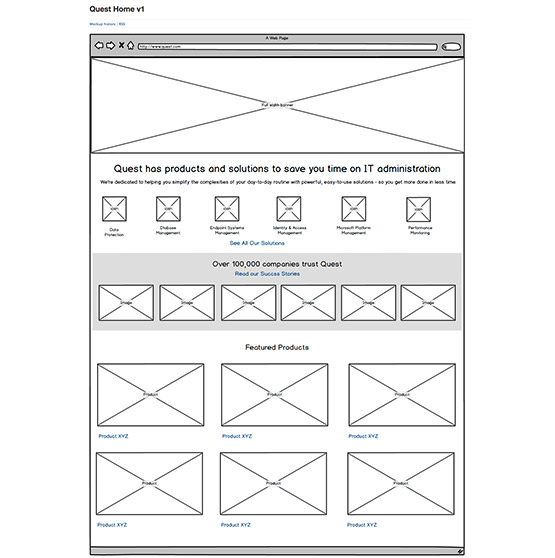 Quest Home v1
Mockup history | RSS
A Web Page
http://www.quest.com
Full width banner
Quest has products and solutions to save you time on IT administration
We're dedicated to helping you simplify the complexities of your day-to-day routine with powerful, easy-to-use solutions - so you get more done in less time
icon icon icon icon icon icon
Data Protection
Dtabase Management
Endpoint Systems Management
Identity & Access Management
Microsoft Platform Management
Performance Monitoring
See All Our Solutions
Over 100,000 companies trust Quest
Read our Success Stories
Image Image Image Image Image Image
Featured Products
Product Product Product
Product XYZ Product XYZ Product XYZ
Product Product Product
Product XYZ Product XYZ Product XYZ